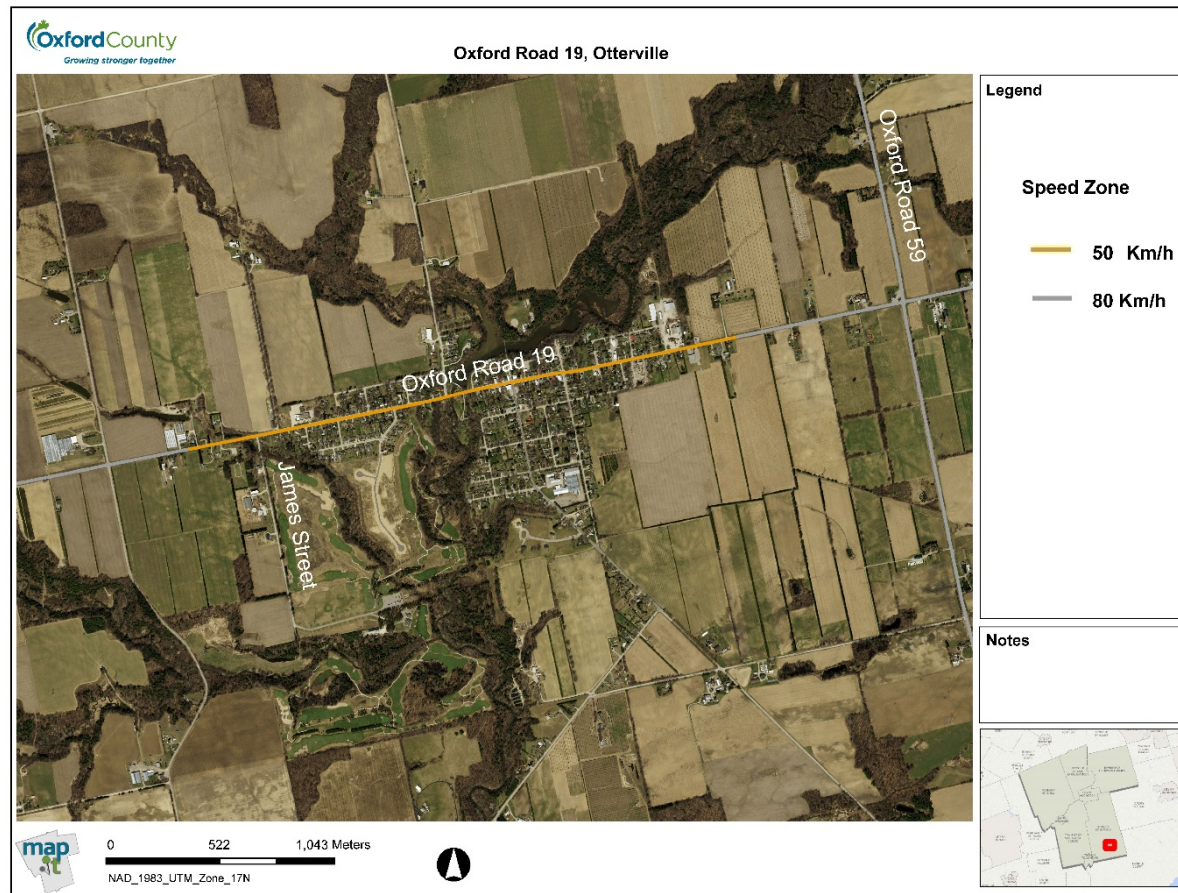 OxfordCounty
Growing stronger together
Oxford Road 19, Otterville
Oxford Road 59
Oxford Road 19
James Street
Legend
Speed Zone
50 Km/h
80 Km/h
Notes
map it
0 522 1,043 Meters
NAD_1983_UTM_Zone_17N